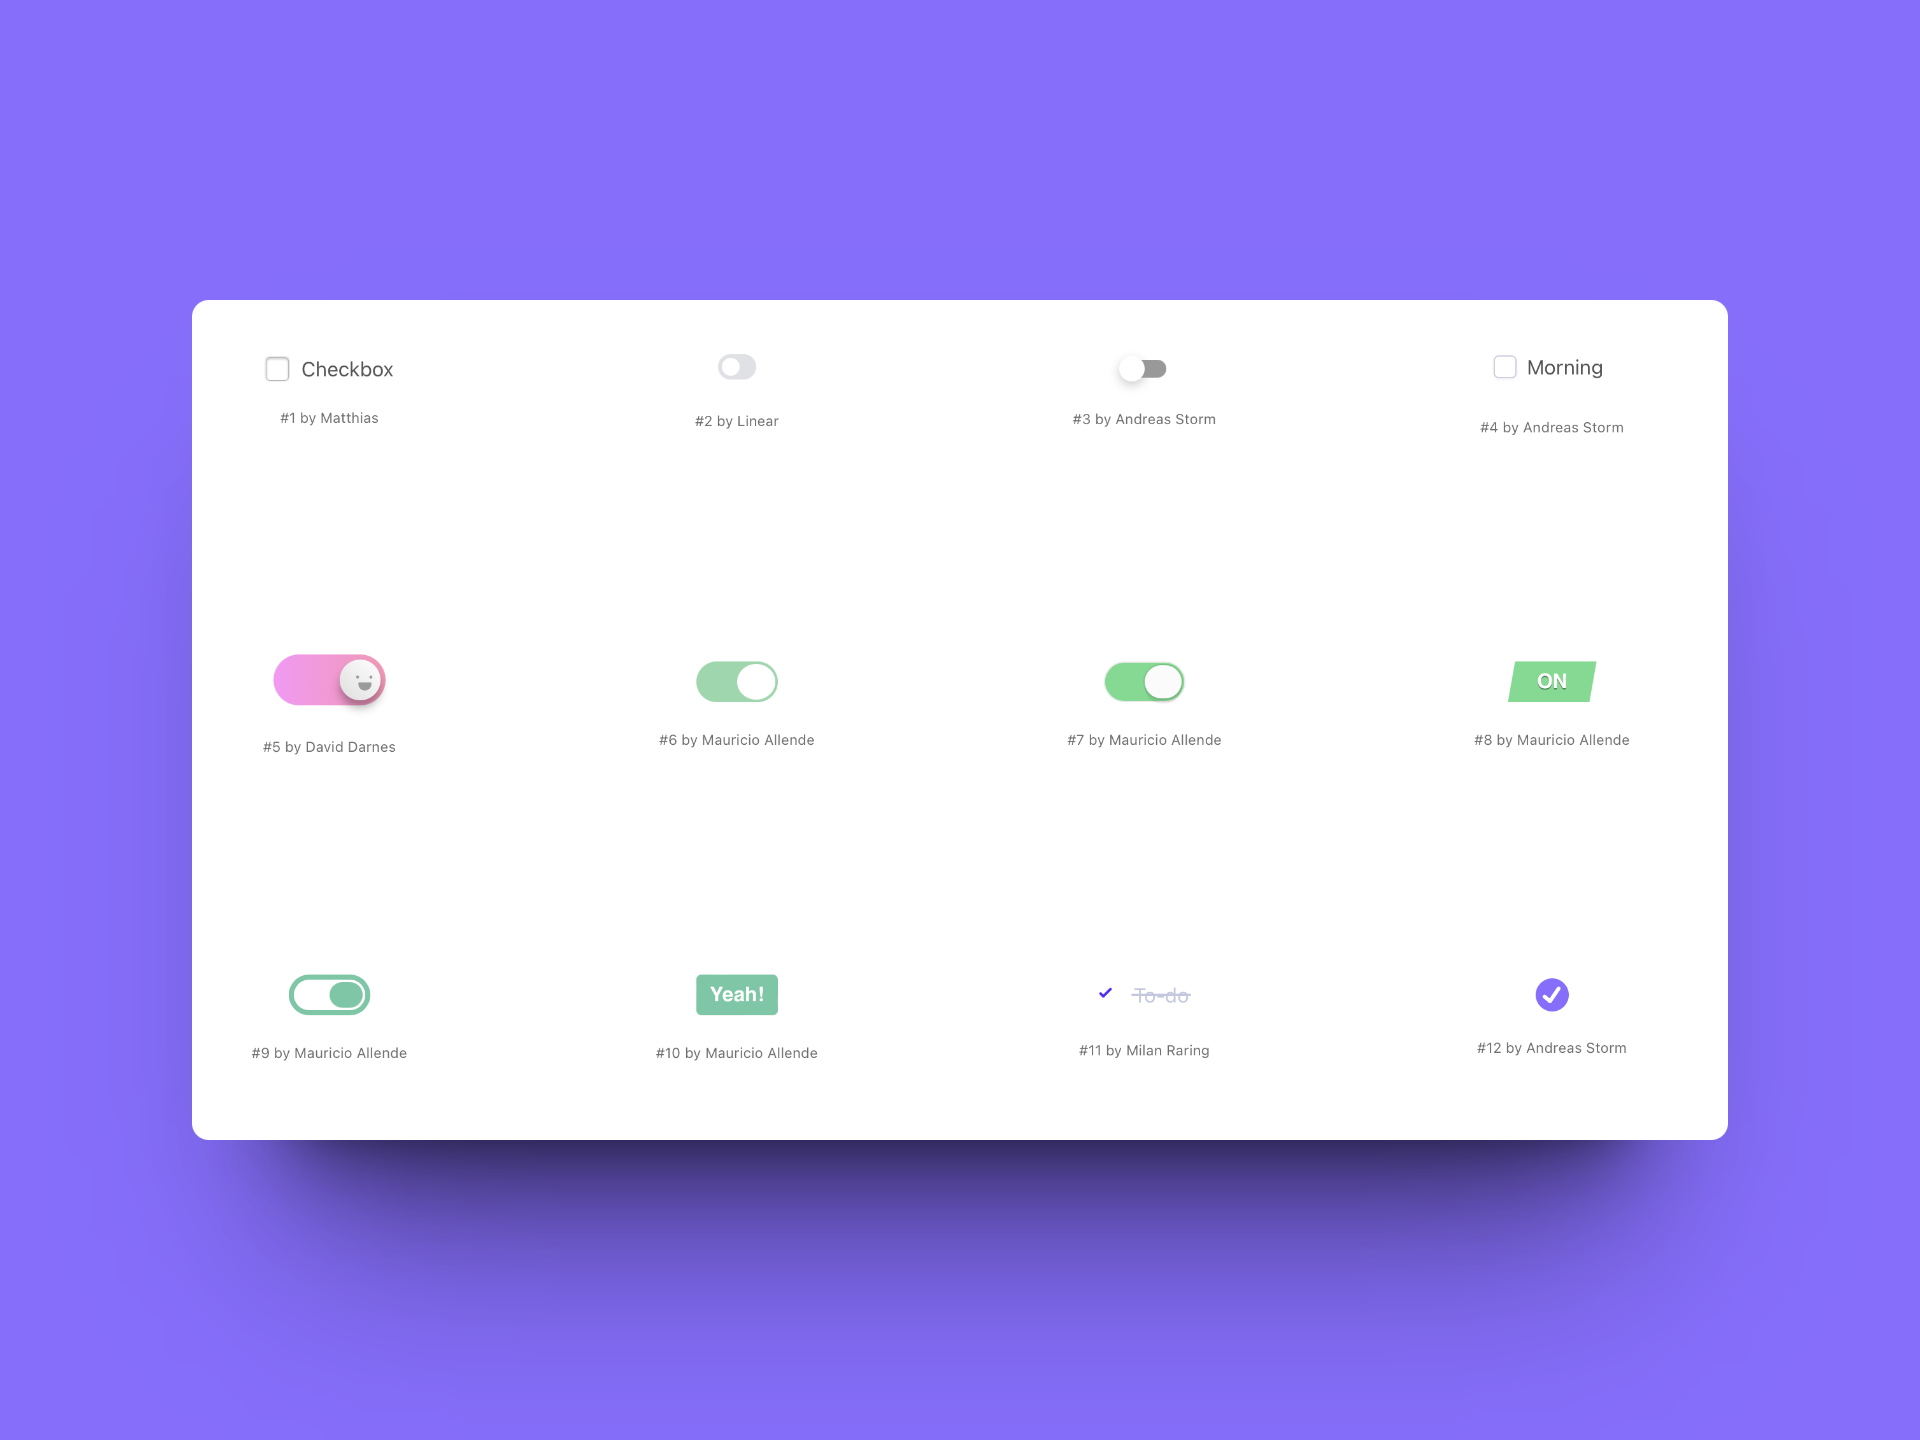 Checkbox
Morning
#1 by Matthias
#2 by Linear
#3 by Andreas Storm
#4 by Andreas Storm
ON
#5 by David Darnes
#6 by Mauricio Allende
#7 by Mauricio Allende
#8 by Mauricio Allende
Yeah!
To-do
#9 by Mauricio Allende
#10 by Mauricio Allende
#11 by Milan Raring
#12 by Andreas Storm